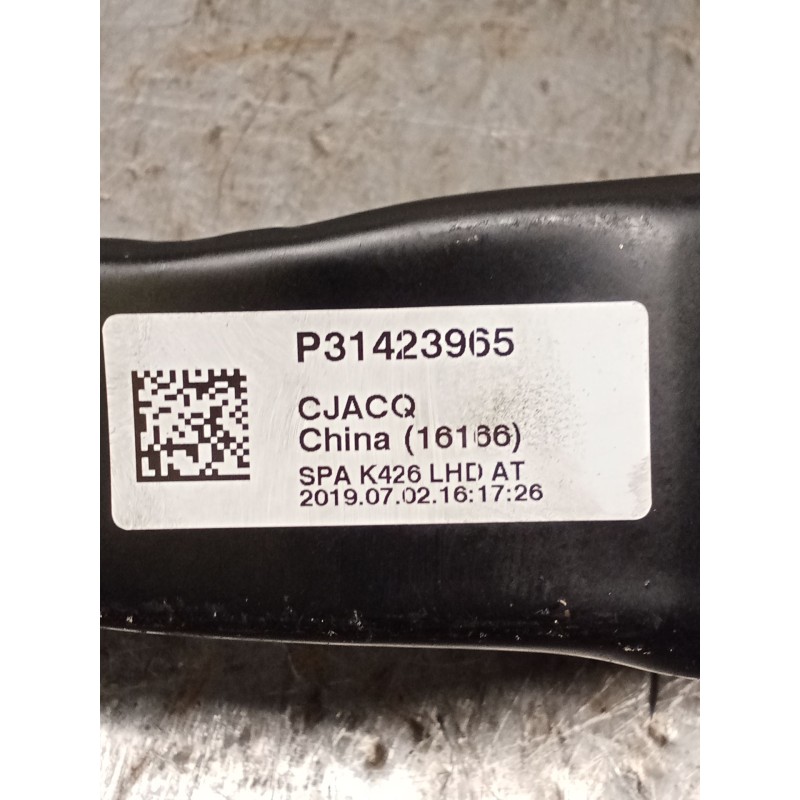 P31423965
CJACQ
China (16166)
SPA K426 LHD AT
2019.07.02.16:17:26